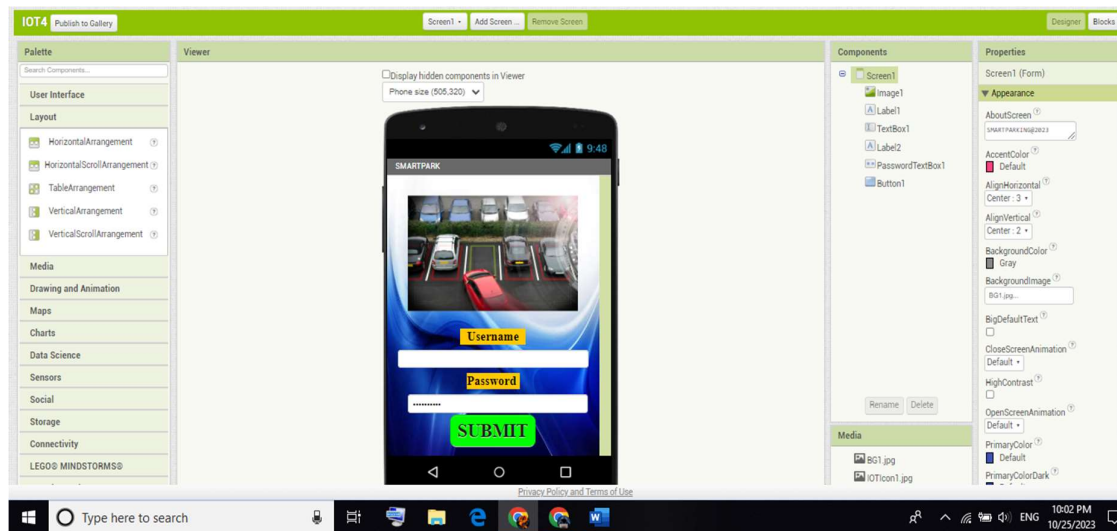 IOT4 Publish to Gallery Screen1 Add Screen ... Remove Screen Designer Blocks
Palette
Search Components...
User Interface
Layout
HorizontalArrangement
HorizontalScrollArrangement
TableArrangement
VerticalArrangement
VerticalScrollArrangement
Media
Drawing and Animation
Maps
Charts
Data Science
Sensors
Social
Storage
Connectivity
LEGO® MINDSTORMS®
Viewer
Display hidden components in Viewer
Phone size (505,320)
9:48
SMARTPARK
Username
Password
SUBMIT
Components
Screen1
Image1
Label1
TextBox1
Label2
PasswordTextBox1
Button1
Rename Delete
Media
BG1.jpg
IOTIcon1.jpg
Properties
Screen1 (Form)
Appearance
AboutScreen
SMARTPARKING@2023
AccentColor
Default
AlignHorizontal
Center : 3
AlignVertical
Center : 2
BackgroundColor
Gray
BackgroundImage
BG1.jpg...
BigDefaultText
CloseScreenAnimation
Default
HighContrast
OpenScreenAnimation
Default
PrimaryColor
Default
PrimaryColorDark
Privacy Policy and Terms of Use
Type here to search
ENG
10:02 PM
10/25/2023